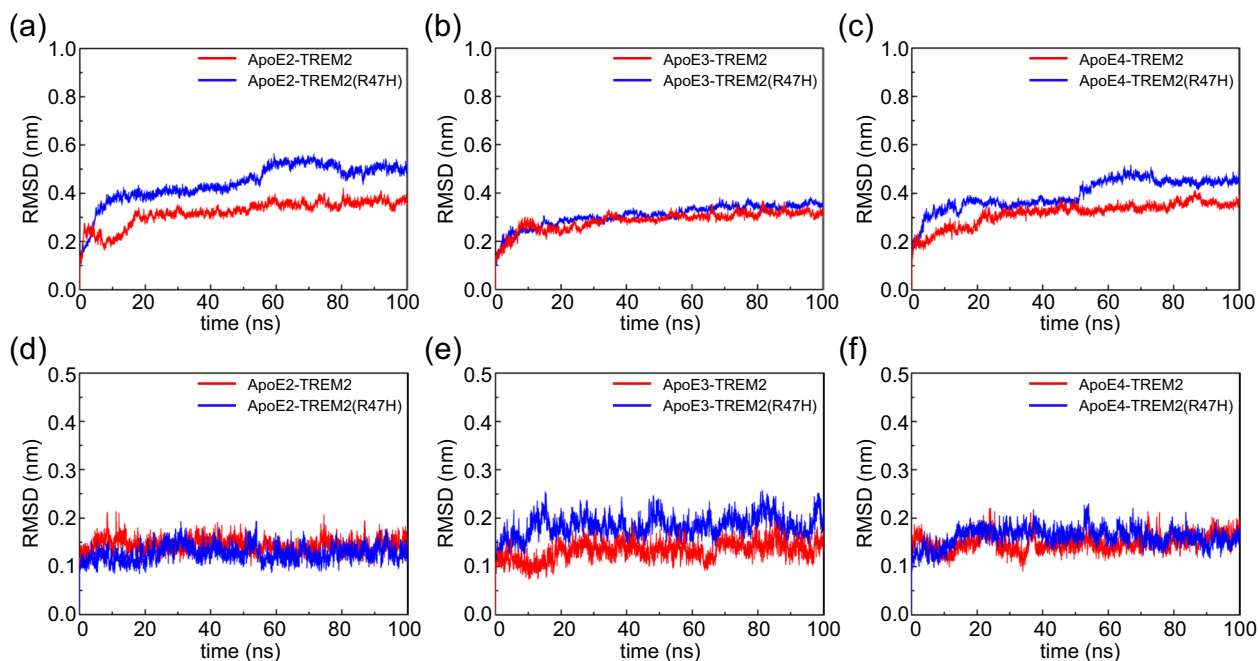 (a)
ApoE2-TREM2
ApoE2-TREM2(R47H)
RMSD (nm)
1.0
0.8
0.6
0.4
0.2
0.0
0 20 40 60 80 100
time (ns)
(b)
ApoE3-TREM2
ApoE3-TREM2(R47H)
RMSD (nm)
1.0
0.8
0.6
0.4
0.2
0.0
0 20 40 60 80 100
time (ns)
(c)
ApoE4-TREM2
ApoE4-TREM2(R47H)
RMSD (nm)
1.0
0.8
0.6
0.4
0.2
0.0
0 20 40 60 80 100
time (ns)
(d)
ApoE2-TREM2
ApoE2-TREM2(R47H)
RMSD (nm)
0.5
0.4
0.3
0.2
0.1
0.0
0 20 40 60 80 100
time (ns)
(e)
ApoE3-TREM2
ApoE3-TREM2(R47H)
RMSD (nm)
0.5
0.4
0.3
0.2
0.1
0.0
0 20 40 60 80 100
time (ns)
(f)
ApoE4-TREM2
ApoE4-TREM2(R47H)
RMSD (nm)
0.5
0.4
0.3
0.2
0.1
0.0
0 20 40 60 80 100
time (ns)